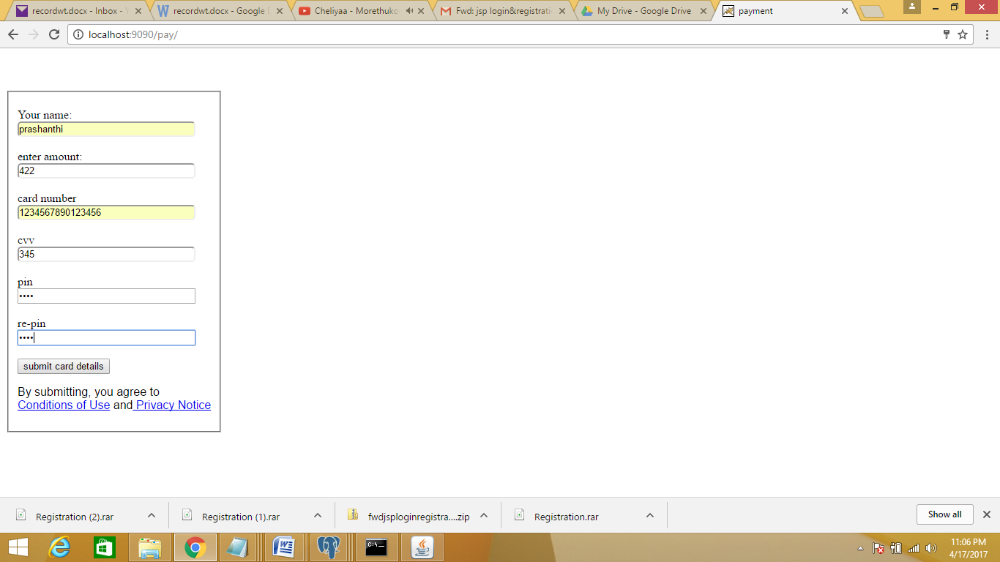 recordwt.docx - Inbox - Y
recordwt.docx - Google D
Cheliyaa - Morethuko
Fwd: jsp login&registrati
My Drive - Google Drive
payment
localhost:9090/pay/
Your name:
prashanthi
enter amount:
422
card number
1234567890123456
cvv
345
pin
••••
re-pin
••••
submit card details
By submitting, you agree to
Conditions of Use and Privacy Notice
Registration (2).rar
Registration (1).rar
fwdjsploginregistra....zip
Registration.rar
Show all
11:06 PM
4/17/2017